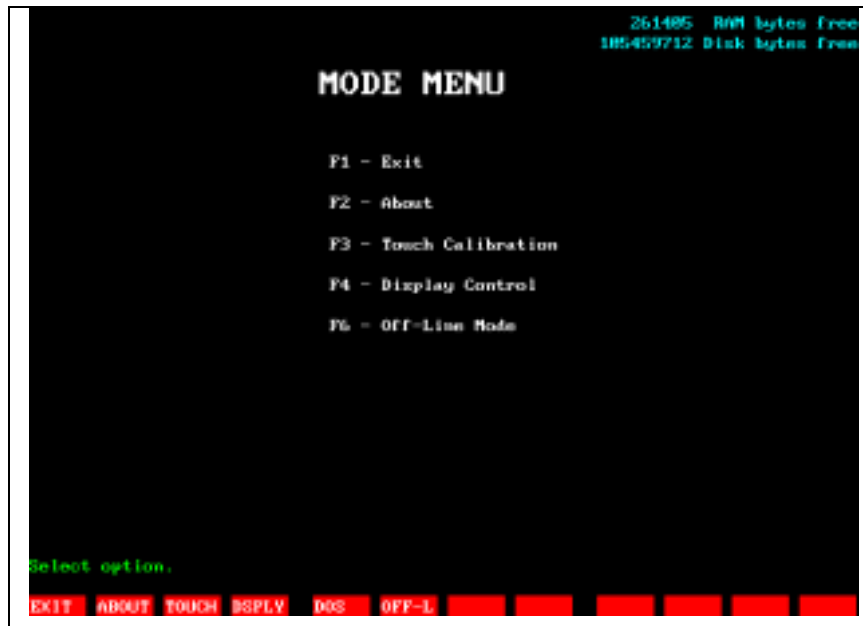 261405 RAM bytes free
105459712 Disk bytes free
MODE MENU
F1 - Exit
F2 - About
F3 - Touch Calibration
F4 - Display Control
F6 - Off-Line Mode
Select option.
EXIT ABOUT TOUCH DSPLY DOS OFF-L